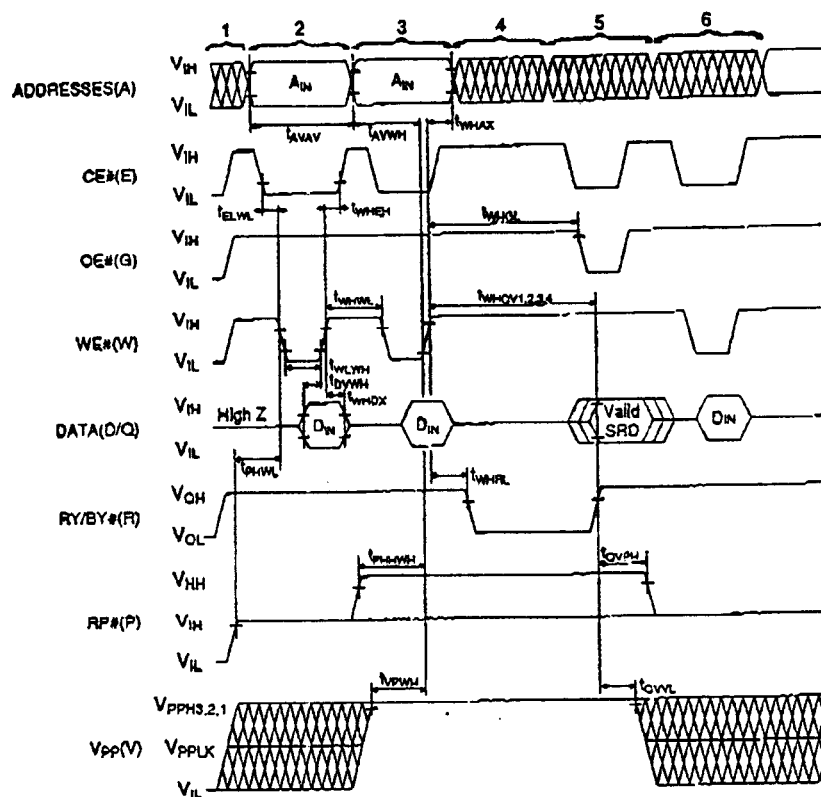 1 2 3 4 5 6
VIH
ADDRESSES(A) AIN AIN
VIL
tAVAV tAVWH tWHAX
VIH
CE#(E)
VIL
tELWL tWHEH
VIH
OE#(G)
VIL
tWHWL tWHQV1,2,3,4
VIH
WE#(W)
VIL
tWLWH
tDVWH
tWHDX
VIH
High Z
DATA(D/Q) DIN DIN Valid SRD DIN
VIL
tPHWL
tWHRL
VOH
RY/BY#(R)
VOL
tPHHWH tQVPH
VHH
RP#(P) VIH
VIL
tVPWH tQVVL
VPPH3,2,1
VPP(V) VPPLK
VIL